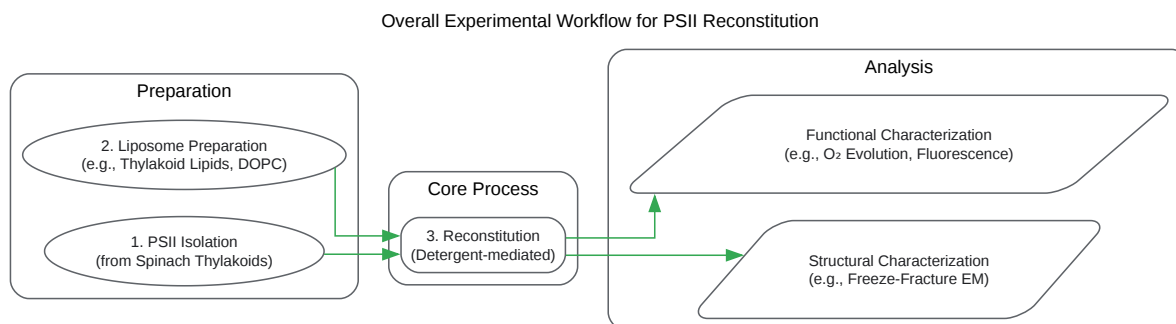 Overall Experimental Workflow for PSII Reconstitution
Preparation
2. Liposome Preparation
(e.g., Thylakoid Lipids, DOPC)
1. PSII Isolation
(from Spinach Thylakoids)
Core Process
3. Reconstitution
(Detergent-mediated)
Analysis
Functional Characterization
(e.g., O₂ Evolution, Fluorescence)
Structural Characterization
(e.g., Freeze-Fracture EM)